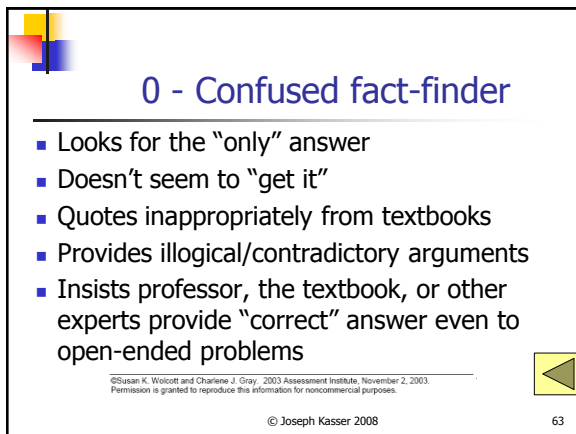 0 - Confused fact-finder
Looks for the “only” answer
Doesn’t seem to “get it”
Quotes inappropriately from textbooks
Provides illogical/contradictory arguments
Insists professor, the textbook, or other
experts provide “correct” answer even to
open-ended problems
©Susan K. Wolcott and Charlene J. Gray. 2003 Assessment Institute, November 2, 2003.
Permission is granted to reproduce this information for noncommercial purposes.
© Joseph Kasser 2008 63